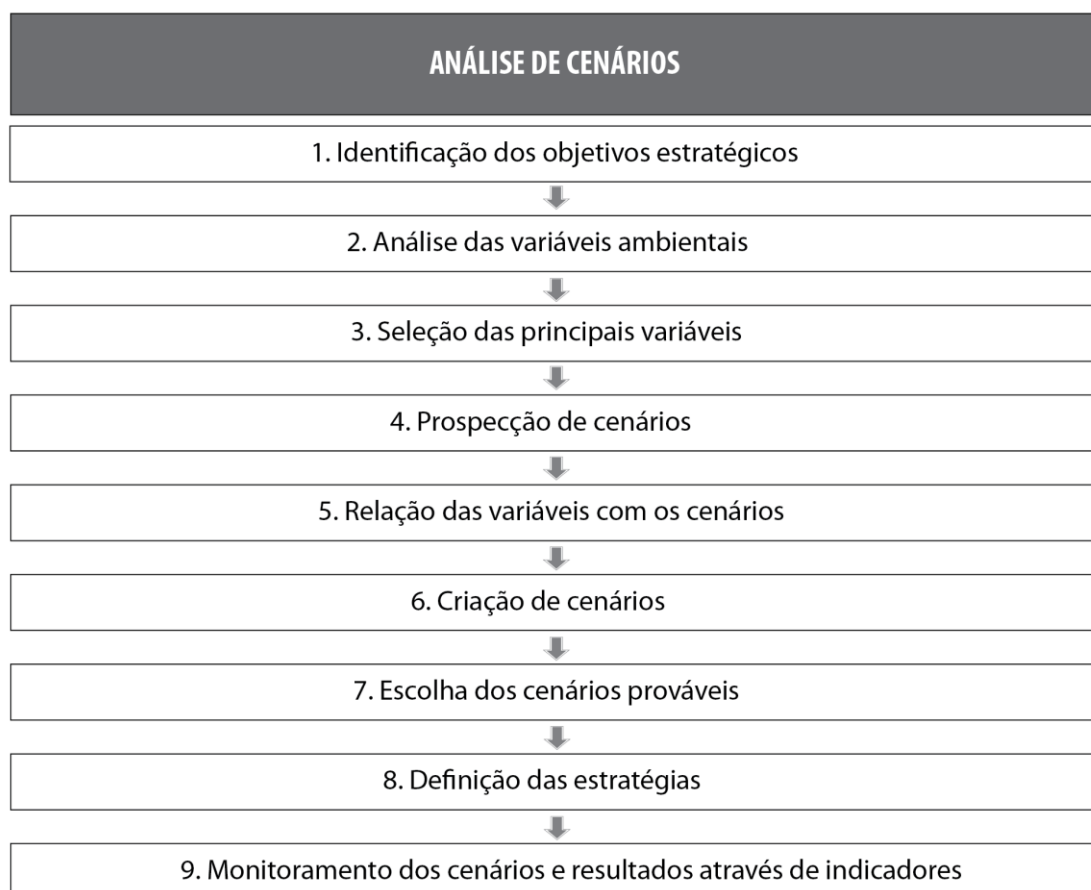 ANÁLISE DE CENÁRIOS
1. Identificação dos objetivos estratégicos
2. Análise das variáveis ambientais
3. Seleção das principais variáveis
4. Prospecção de cenários
5. Relação das variáveis com os cenários
6. Criação de cenários
7. Escolha dos cenários prováveis
8. Definição das estratégias
9. Monitoramento dos cenários e resultados através de indicadores